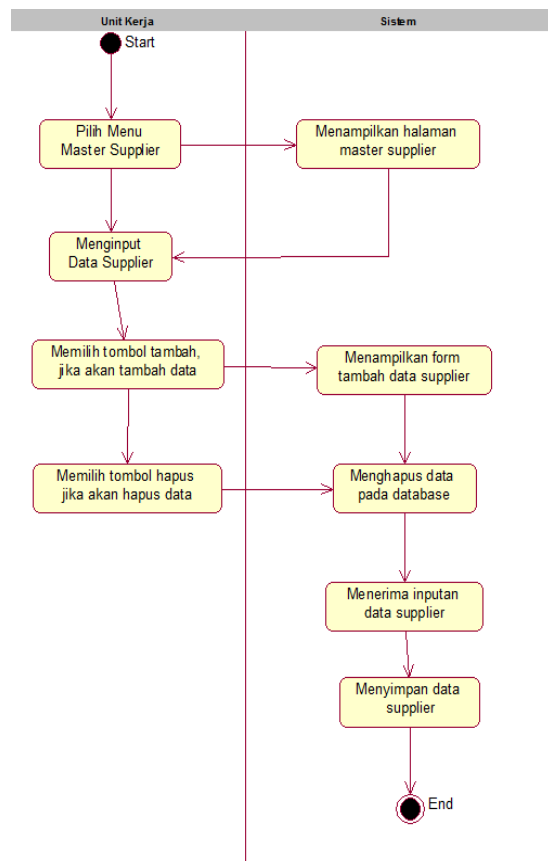 Unit Kerja
Sistem
Start
Pilih Menu
Master Supplier
Menampilkan halaman
master supplier
Menginput
Data Supplier
Memilih tombol tambah,
jika akan tambah data
Menampilkan form
tambah data supplier
Memilih tombol hapus
jika akan hapus data
Menghapus data
pada database
Menerima inputan
data supplier
Menyimpan data
supplier
End